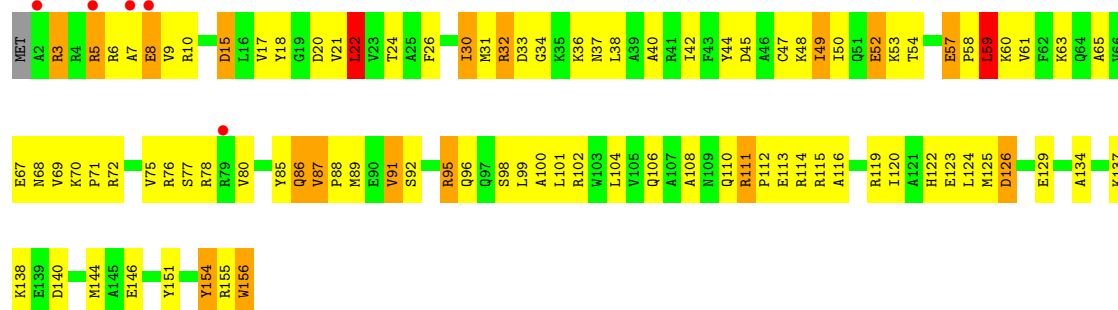 MET A2 R3 R4 R5 R6 A7 E8 V9 R10 D15 L16 V17 Y18 G19 D20 V21 L22 V23 T24 A25 F26 I30 M31 R32 D33 G34 K35 K36 N37 L38 A39 A40 R41 I42 F43 Y44 D45 A46 C47 K48 I49 I50 Q51 E52 K53 T54 E57 P58 L59 K60 V61 F62 K63 Q64 A65 V66
E67 N68 V69 K70 P71 R72 V75 R76 S77 R78 R79 V80 Y85 Q86 V87 P88 M89 E90 V91 S92 R95 Q96 Q97 S98 L99 A100 L101 R102 W103 L104 V105 Q106 A107 A108 N109 Q110 R111 P112 E113 R114 R115 A116 R119 I120 A121 H122 E123 L124 M125 D126 E129 A134 K137
K138 E139 D140 M144 A145 E146 Y151 Y154 R155 W156